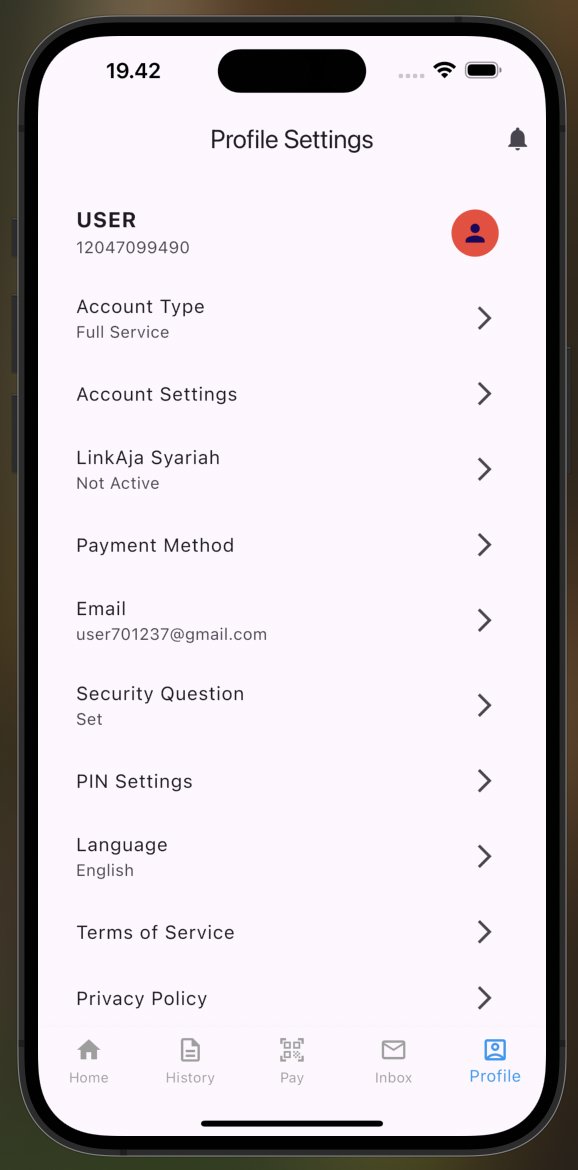 19.42
Profile Settings
USER
12047099490
Account Type
Full Service
Account Settings
LinkAja Syariah
Not Active
Payment Method
Email
user701237@gmail.com
Security Question
Set
PIN Settings
Language
English
Terms of Service
Privacy Policy
Home
History
Pay
Inbox
Profile